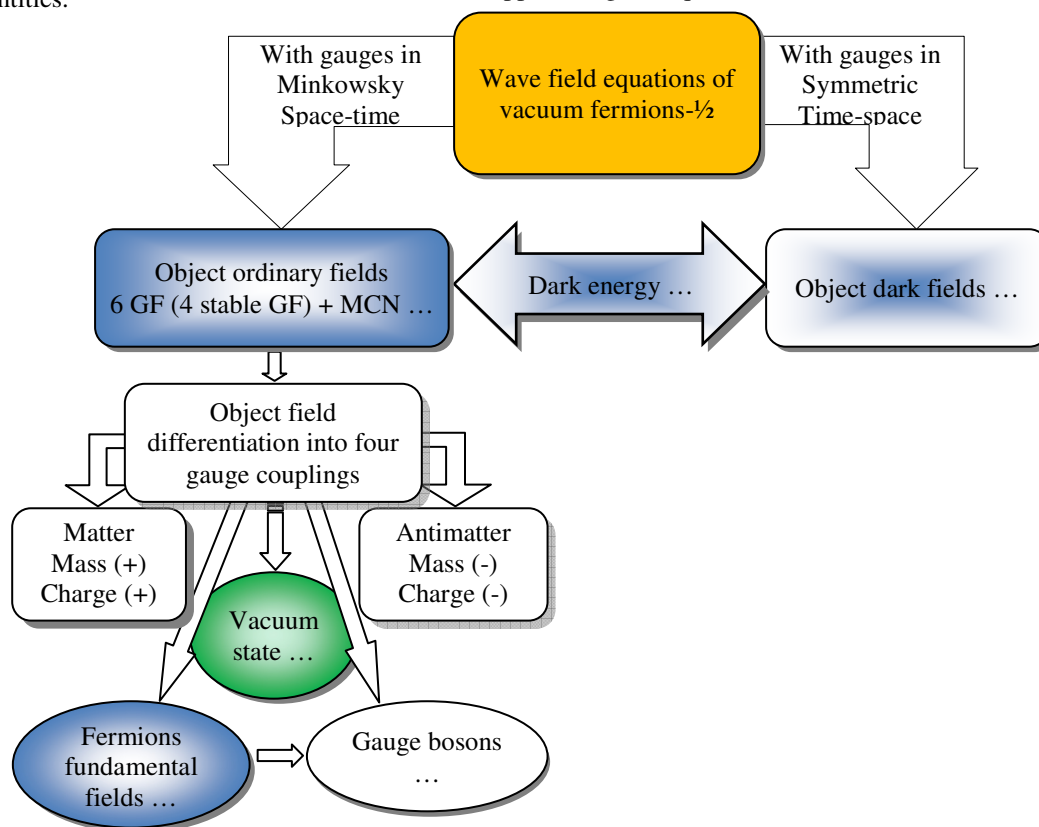 With gauges in
Minkowsky
Space-time
Wave field equations of
vacuum fermions-½
With gauges in
Symmetric
Time-space
Object ordinary fields
6 GF (4 stable GF) + MCN …
Dark energy …
Object dark fields …
Object field
differentiation into four
gauge couplings
Matter
Mass (+)
Charge (+)
Antimatter
Mass (-)
Charge (-)
Vacuum
state …
Fermions
fundamental
fields …
Gauge bosons
…